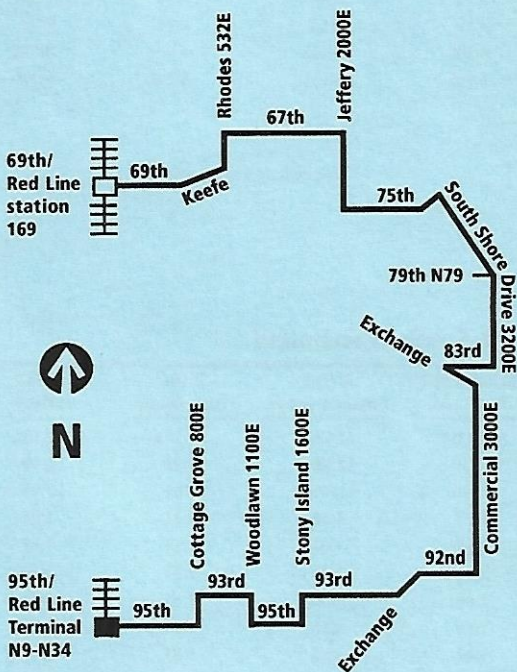 Rhodes 532E
Jeffery 2000E
67th
69th/
Red Line
station
169
69th
Keefe
75th
South Shore
Drive 3200E
79th N79
Exchange
83rd
N
Commercial 3000E
Cottage Grove 800E
Woodlawn 1100E
Stony Island 1600E
92nd
93rd
93rd
95th/
Red Line
Terminal
N9-N34
95th
95th
Exchange